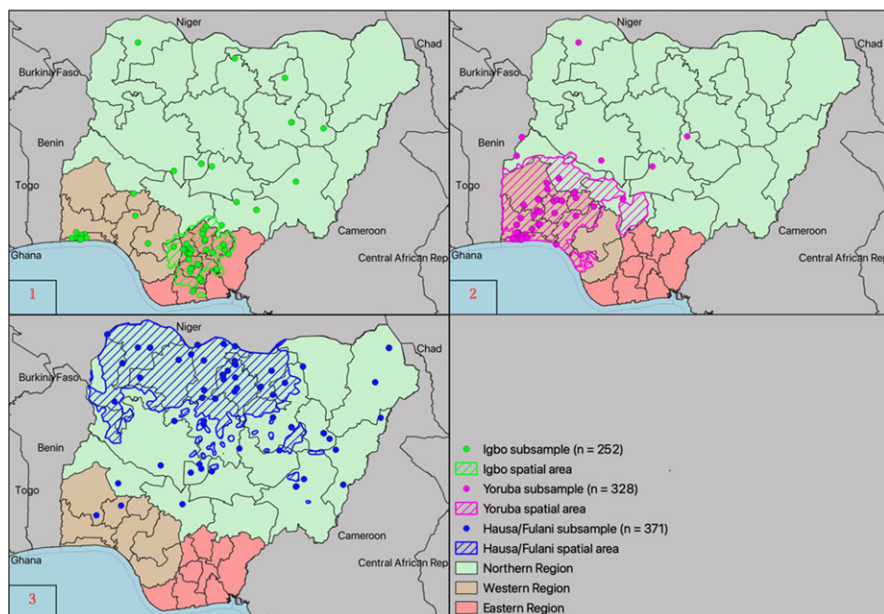 Niger
Chad
Burkina Faso
Benin
Togo
Cameroon
Ghana
Central African Rep
1
Niger
Chad
Burkina Faso
Benin
Togo
Cameroon
Ghana
Central African Rep
2
Niger
Chad
Burkina Faso
Benin
Togo
Cameroon
Ghana
Central African Rep
3
Igbo subsample (n = 252)
Igbo spatial area
Yoruba subsample (n = 328)
Yoruba spatial area
Hausa/Fulani subsample (n = 371)
Hausa/Fulani spatial area
Northern Region
Western Region
Eastern Region